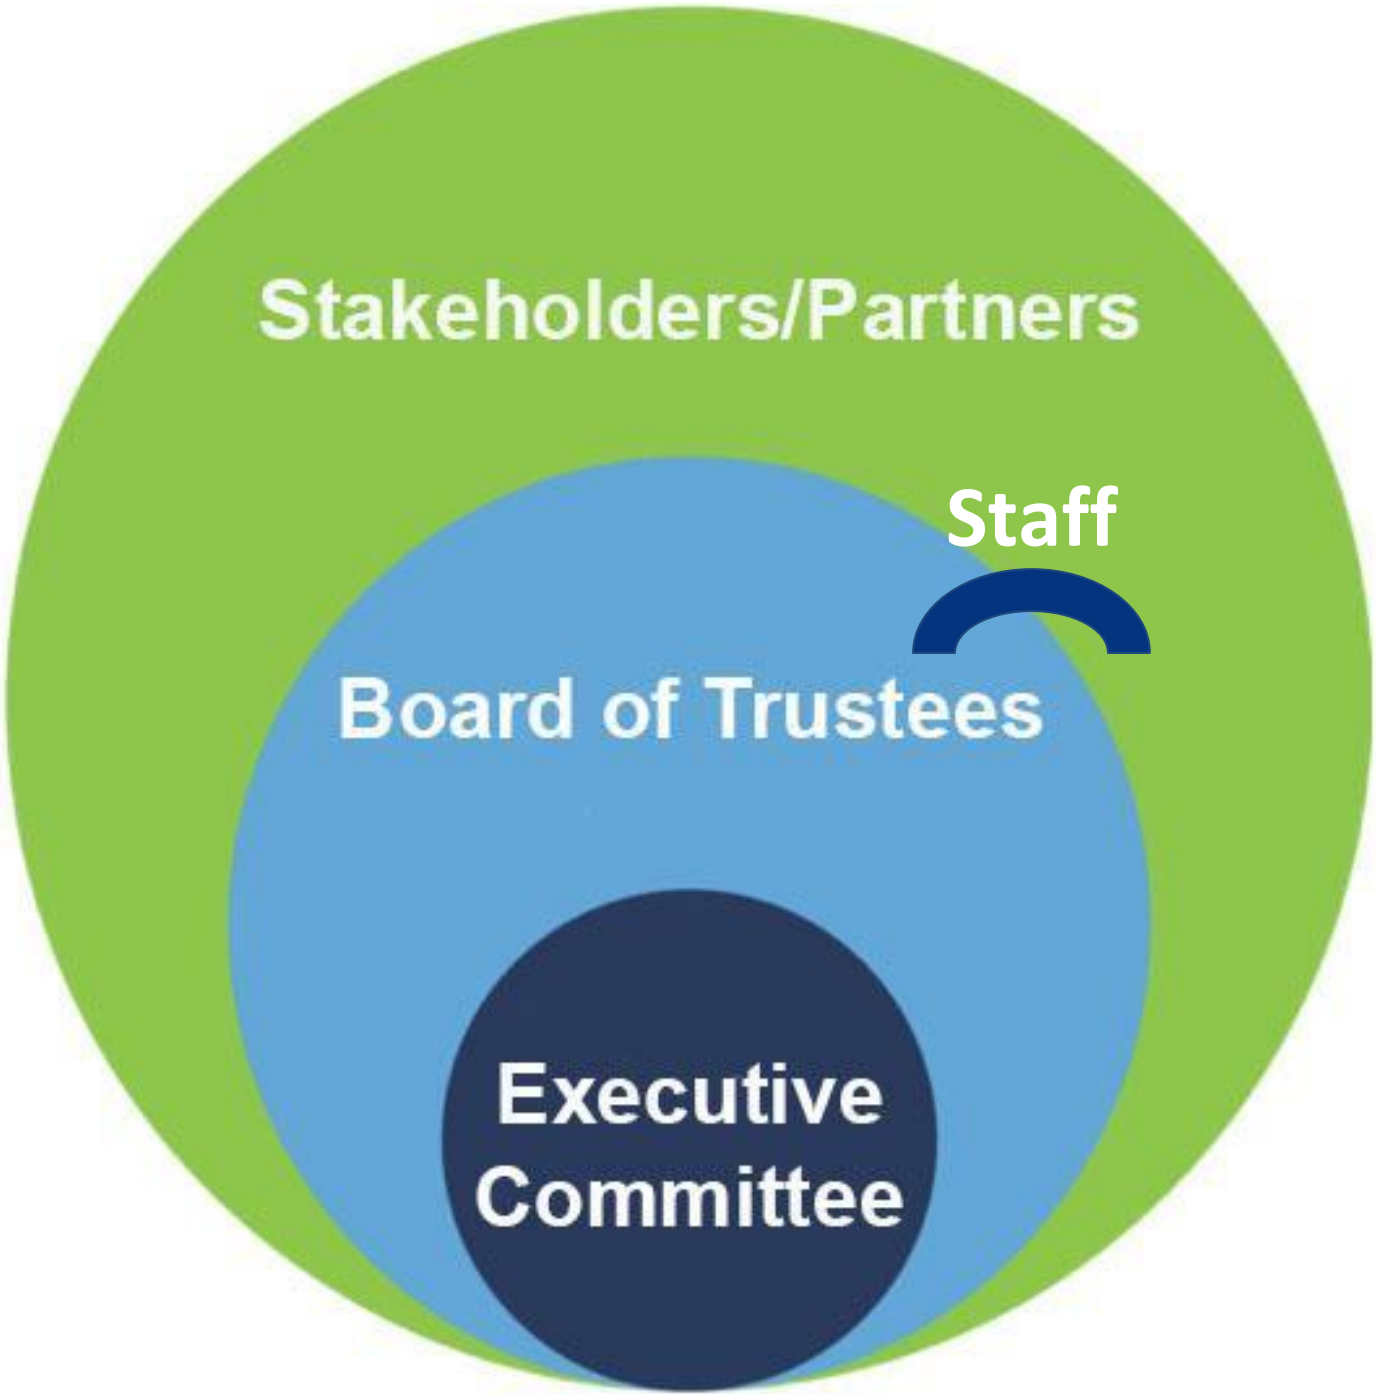 Stakeholders/Partners
Staff
Board of Trustees
Executive
Committee